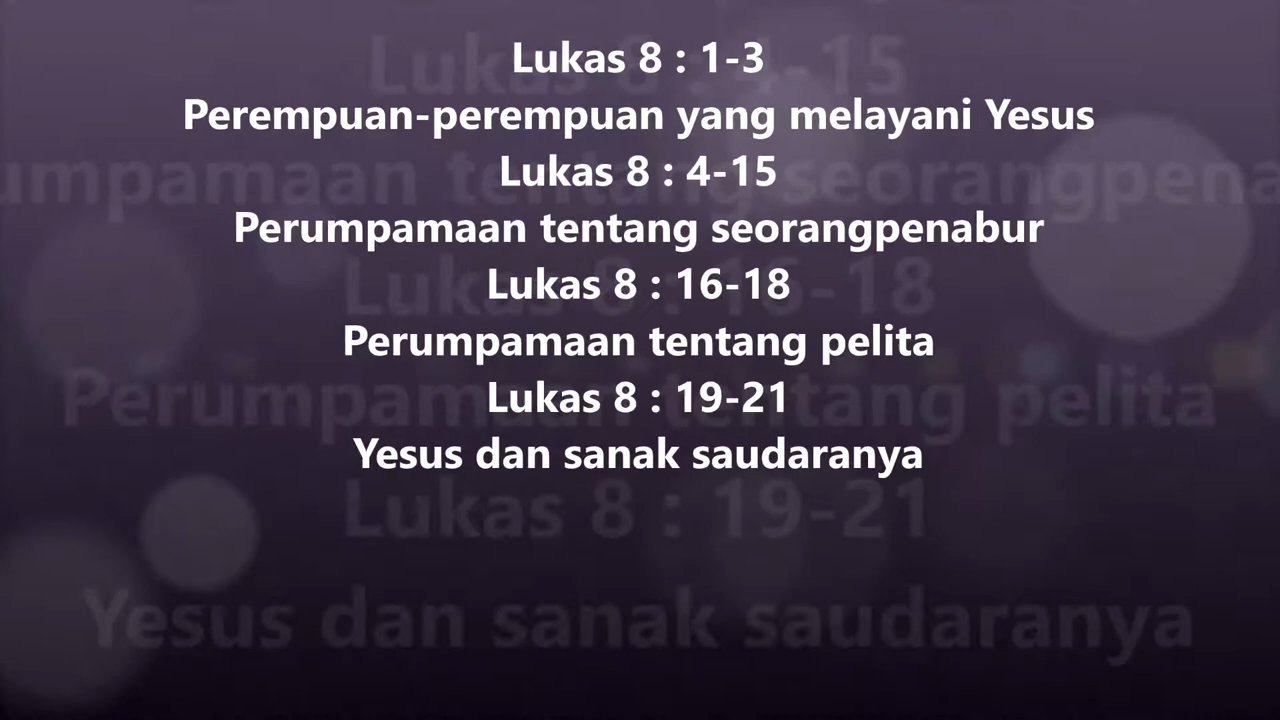 Lukas 8 : 1-3
Perempuan-perempuan yang melayani Yesus
Lukas 8 : 4-15
Perumpamaan tentang seorangpenabur
Lukas 8 : 16-18
Perumpamaan tentang pelita
Lukas 8 : 19-21
Yesus dan sanak saudaranya